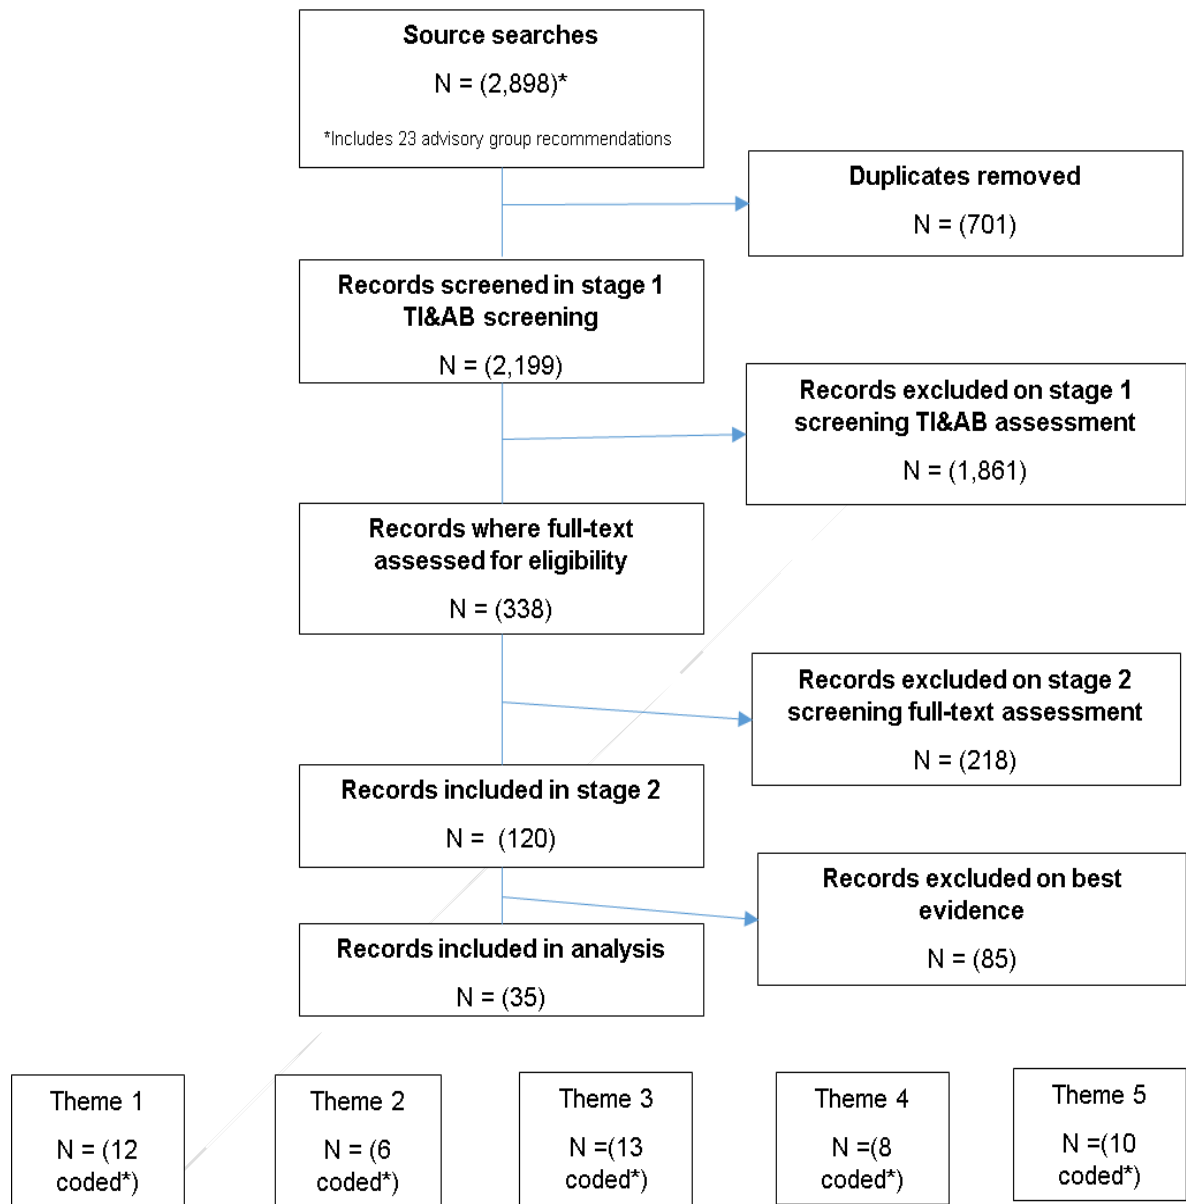 Source searches
N = (2,898)*
*Includes 23 advisory group recommendations
Duplicates removed
N = (701)
Records screened in stage 1
TI&AB screening
N = (2,199)
Records excluded on stage 1
screening TI&AB assessment
N = (1,861)
Records where full-text
assessed for eligibility
N = (338)
Records excluded on stage 2
screening full-text assessment
N = (218)
Records included in stage 2
N =  (120)
Records excluded on best
evidence
N = (85)
Records included in analysis
N = (35)
Theme 1
N = (12
coded*)
Theme 2
N = (6
coded*)
Theme 3
N =(13
coded*)
Theme 4
N =(8
coded*)
Theme 5
N =(10
coded*)